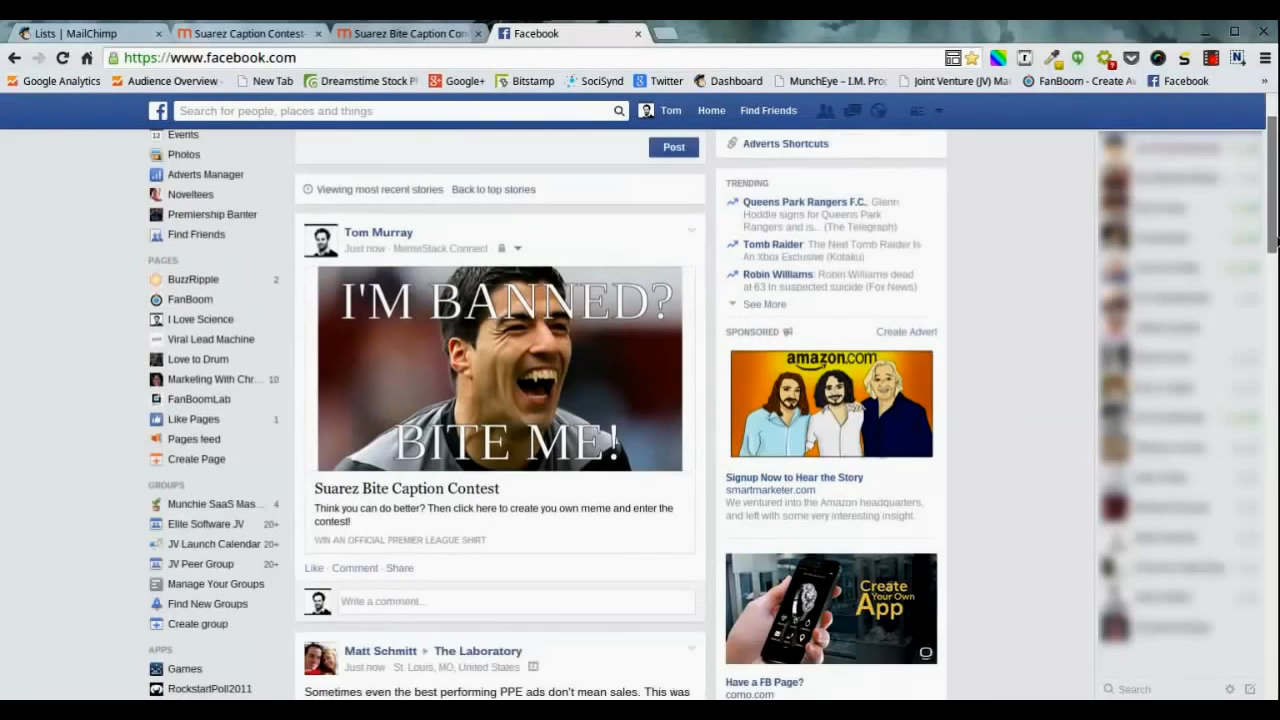 Lists | MailChimp
Suarez Caption Contest-
Suarez Bite Caption Con
Facebook
https://www.facebook.com
Google Analytics
Audience Overview -
New Tab
Dreamstime Stock P
Google+
Bitstamp
SociSynd
Twitter
Dashboard
MunchEye – I.M. Pro
Joint Venture (JV) Ma
FanBoom - Create A
Facebook
»
Search for people, places and things
Tom
Home
Find Friends
Events
Photos
Adverts Manager
Noveltees
Premiership Banter
Find Friends
PAGES
BuzzRipple 2
FanBoom
I Love Science
Viral Lead Machine
Love to Drum
Marketing With Chr... 10
FanBoomLab
Like Pages 1
Pages feed
Create Page
GROUPS
Munchie SaaS Mas... 4
Elite Software JV 20+
JV Launch Calendar 20+
JV Peer Group 20+
Manage Your Groups
Find New Groups
Create group
APPS
Games
RockstartPoll2011
Post
Viewing most recent stories Back to top stories
Tom Murray
Just now · MemeStack Connect ·
I'M BANNED?
BITE ME!
Suarez Bite Caption Contest
Think you can do better? Then click here to create you own meme and enter the
contest!
WIN AN OFFICIAL PREMIER LEAGUE SHIRT
Like · Comment · Share
Write a comment...
Matt Schmitt ▸ The Laboratory
Just now · St. Louis, MO, United States ·
Sometimes even the best performing PPE ads don't mean sales. This was
Adverts Shortcuts
TRENDING
Queens Park Rangers F.C.: Glenn
Hoddle signs for Queens Park
Rangers and is... (The Telegraph)
Tomb Raider: The Next Tomb Raider Is
An Xbox Exclusive (Kotaku)
Robin Williams: Robin Williams dead
at 63 in suspected suicide (Fox News)
See More
SPONSORED
Create Advert
amazon.com
Signup Now to Hear the Story
smartmarketer.com
We ventured into the Amazon headquarters,
and left with some very interesting insight.
Create
Your Own
App
Have a FB Page?
como.com
Search